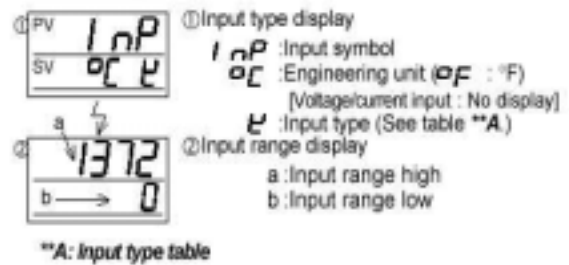 ① PV InP ①Input type display
SV °C K InP :Input symbol
°C :Engineering unit (°F : °F)
[Voltage/current input : No display]
K :Input type (See table **A.)
a
② 1372 ②Input range display
a :Input range high
b 0 b :Input range low
**A: Input type table